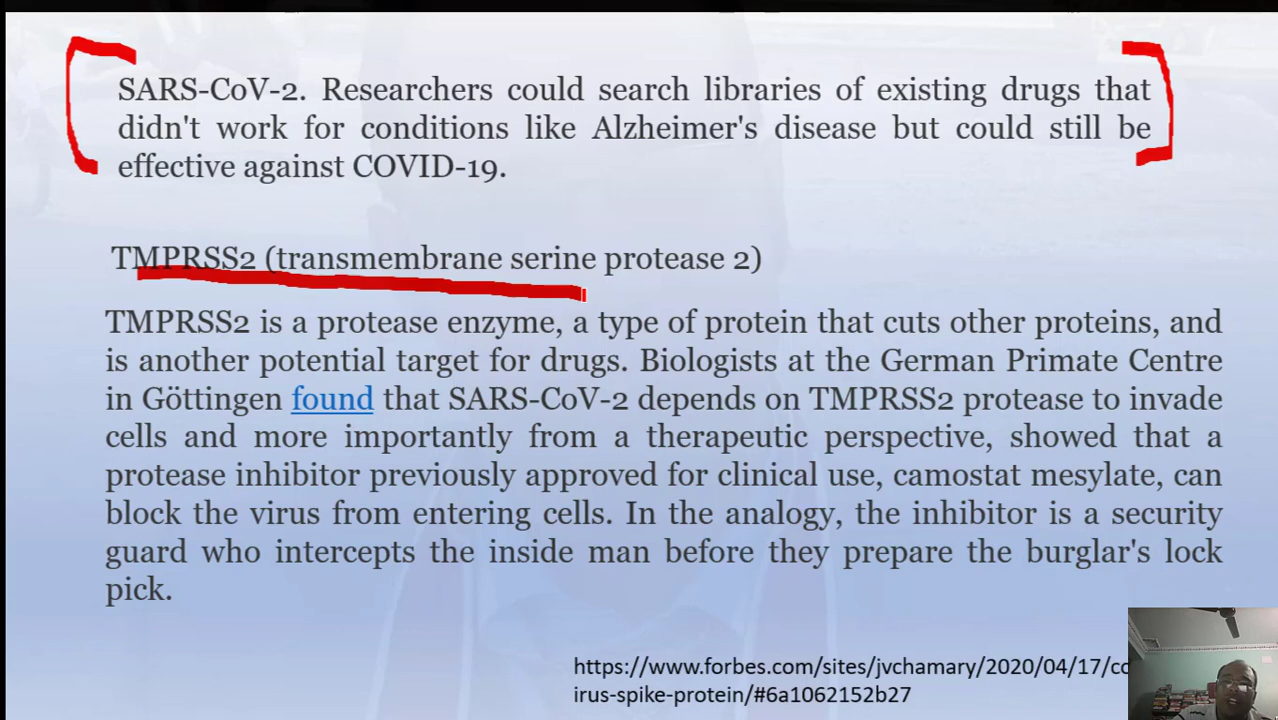 SARS-CoV-2. Researchers could search libraries of existing drugs that
didn't work for conditions like Alzheimer's disease but could still be
effective against COVID-19.
TMPRSS2 (transmembrane serine protease 2)
TMPRSS2 is a protease enzyme, a type of protein that cuts other proteins, and
is another potential target for drugs. Biologists at the German Primate Centre
in Göttingen found that SARS-CoV-2 depends on TMPRSS2 protease to invade
cells and more importantly from a therapeutic perspective, showed that a
protease inhibitor previously approved for clinical use, camostat mesylate, can
block the virus from entering cells. In the analogy, the inhibitor is a security
guard who intercepts the inside man before they prepare the burglar's lock
pick.
https://www.forbes.com/sites/jvchamary/2020/04/17/
irus-spike-protein/#6a1062152b27